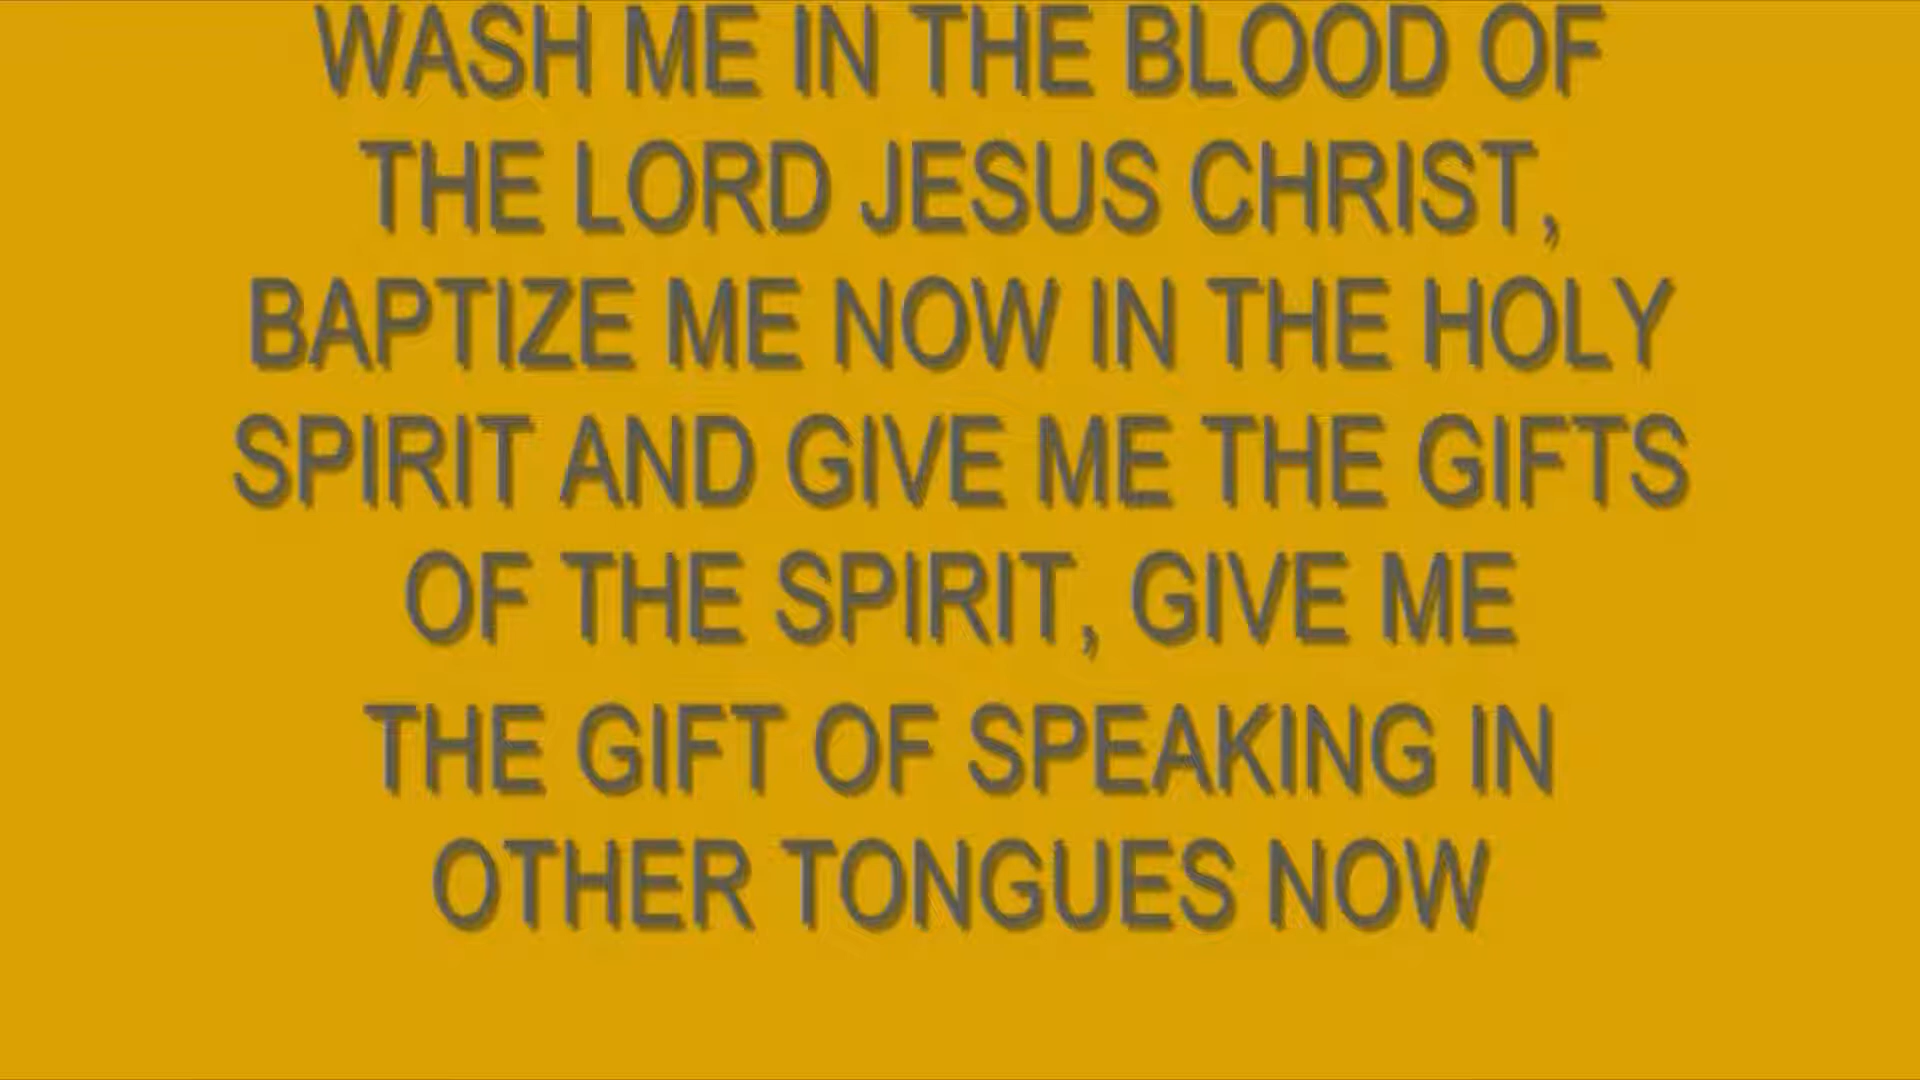 WASH ME IN THE BLOOD OF
THE LORD JESUS CHRIST,
BAPTIZE ME NOW IN THE HOLY
SPIRIT AND GIVE ME THE GIFTS
OF THE SPIRIT, GIVE ME
THE GIFT OF SPEAKING IN
OTHER TONGUES NOW